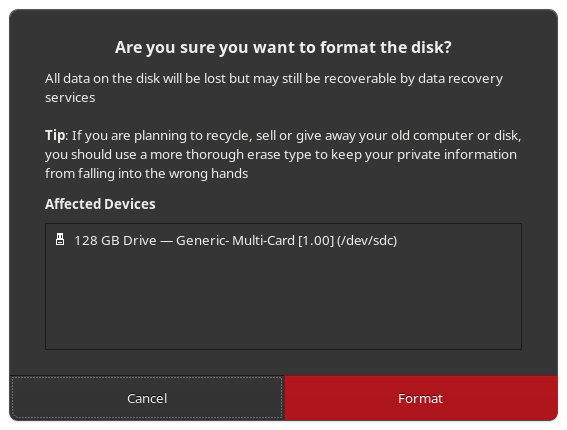 Are you sure you want to format the disk?
All data on the disk will be lost but may still be recoverable by data recovery
services
Tip: If you are planning to recycle, sell or give away your old computer or disk,
you should use a more thorough erase type to keep your private information
from falling into the wrong hands
Affected Devices
128 GB Drive — Generic- Multi-Card [1.00] (/dev/sdc)
Cancel
Format